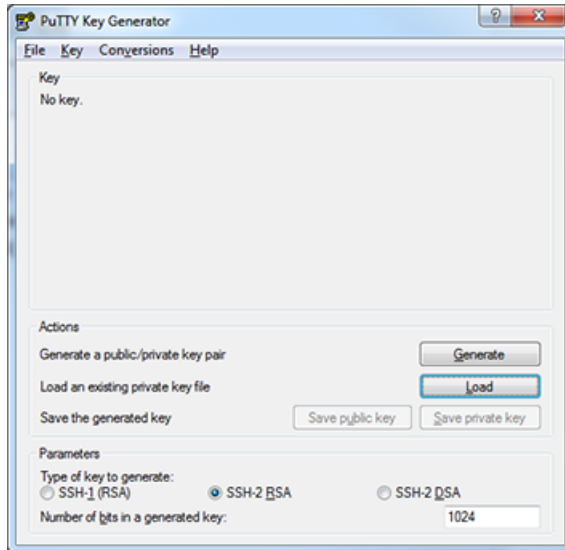 PuTTY Key Generator
File Key Conversions Help
Key
No key.
Actions
Generate a public/private key pair Generate
Load an existing private key file Load
Save the generated key Save public key Save private key
Parameters
Type of key to generate:
SSH-1 (RSA) SSH-2 RSA SSH-2 DSA
Number of bits in a generated key: 1024